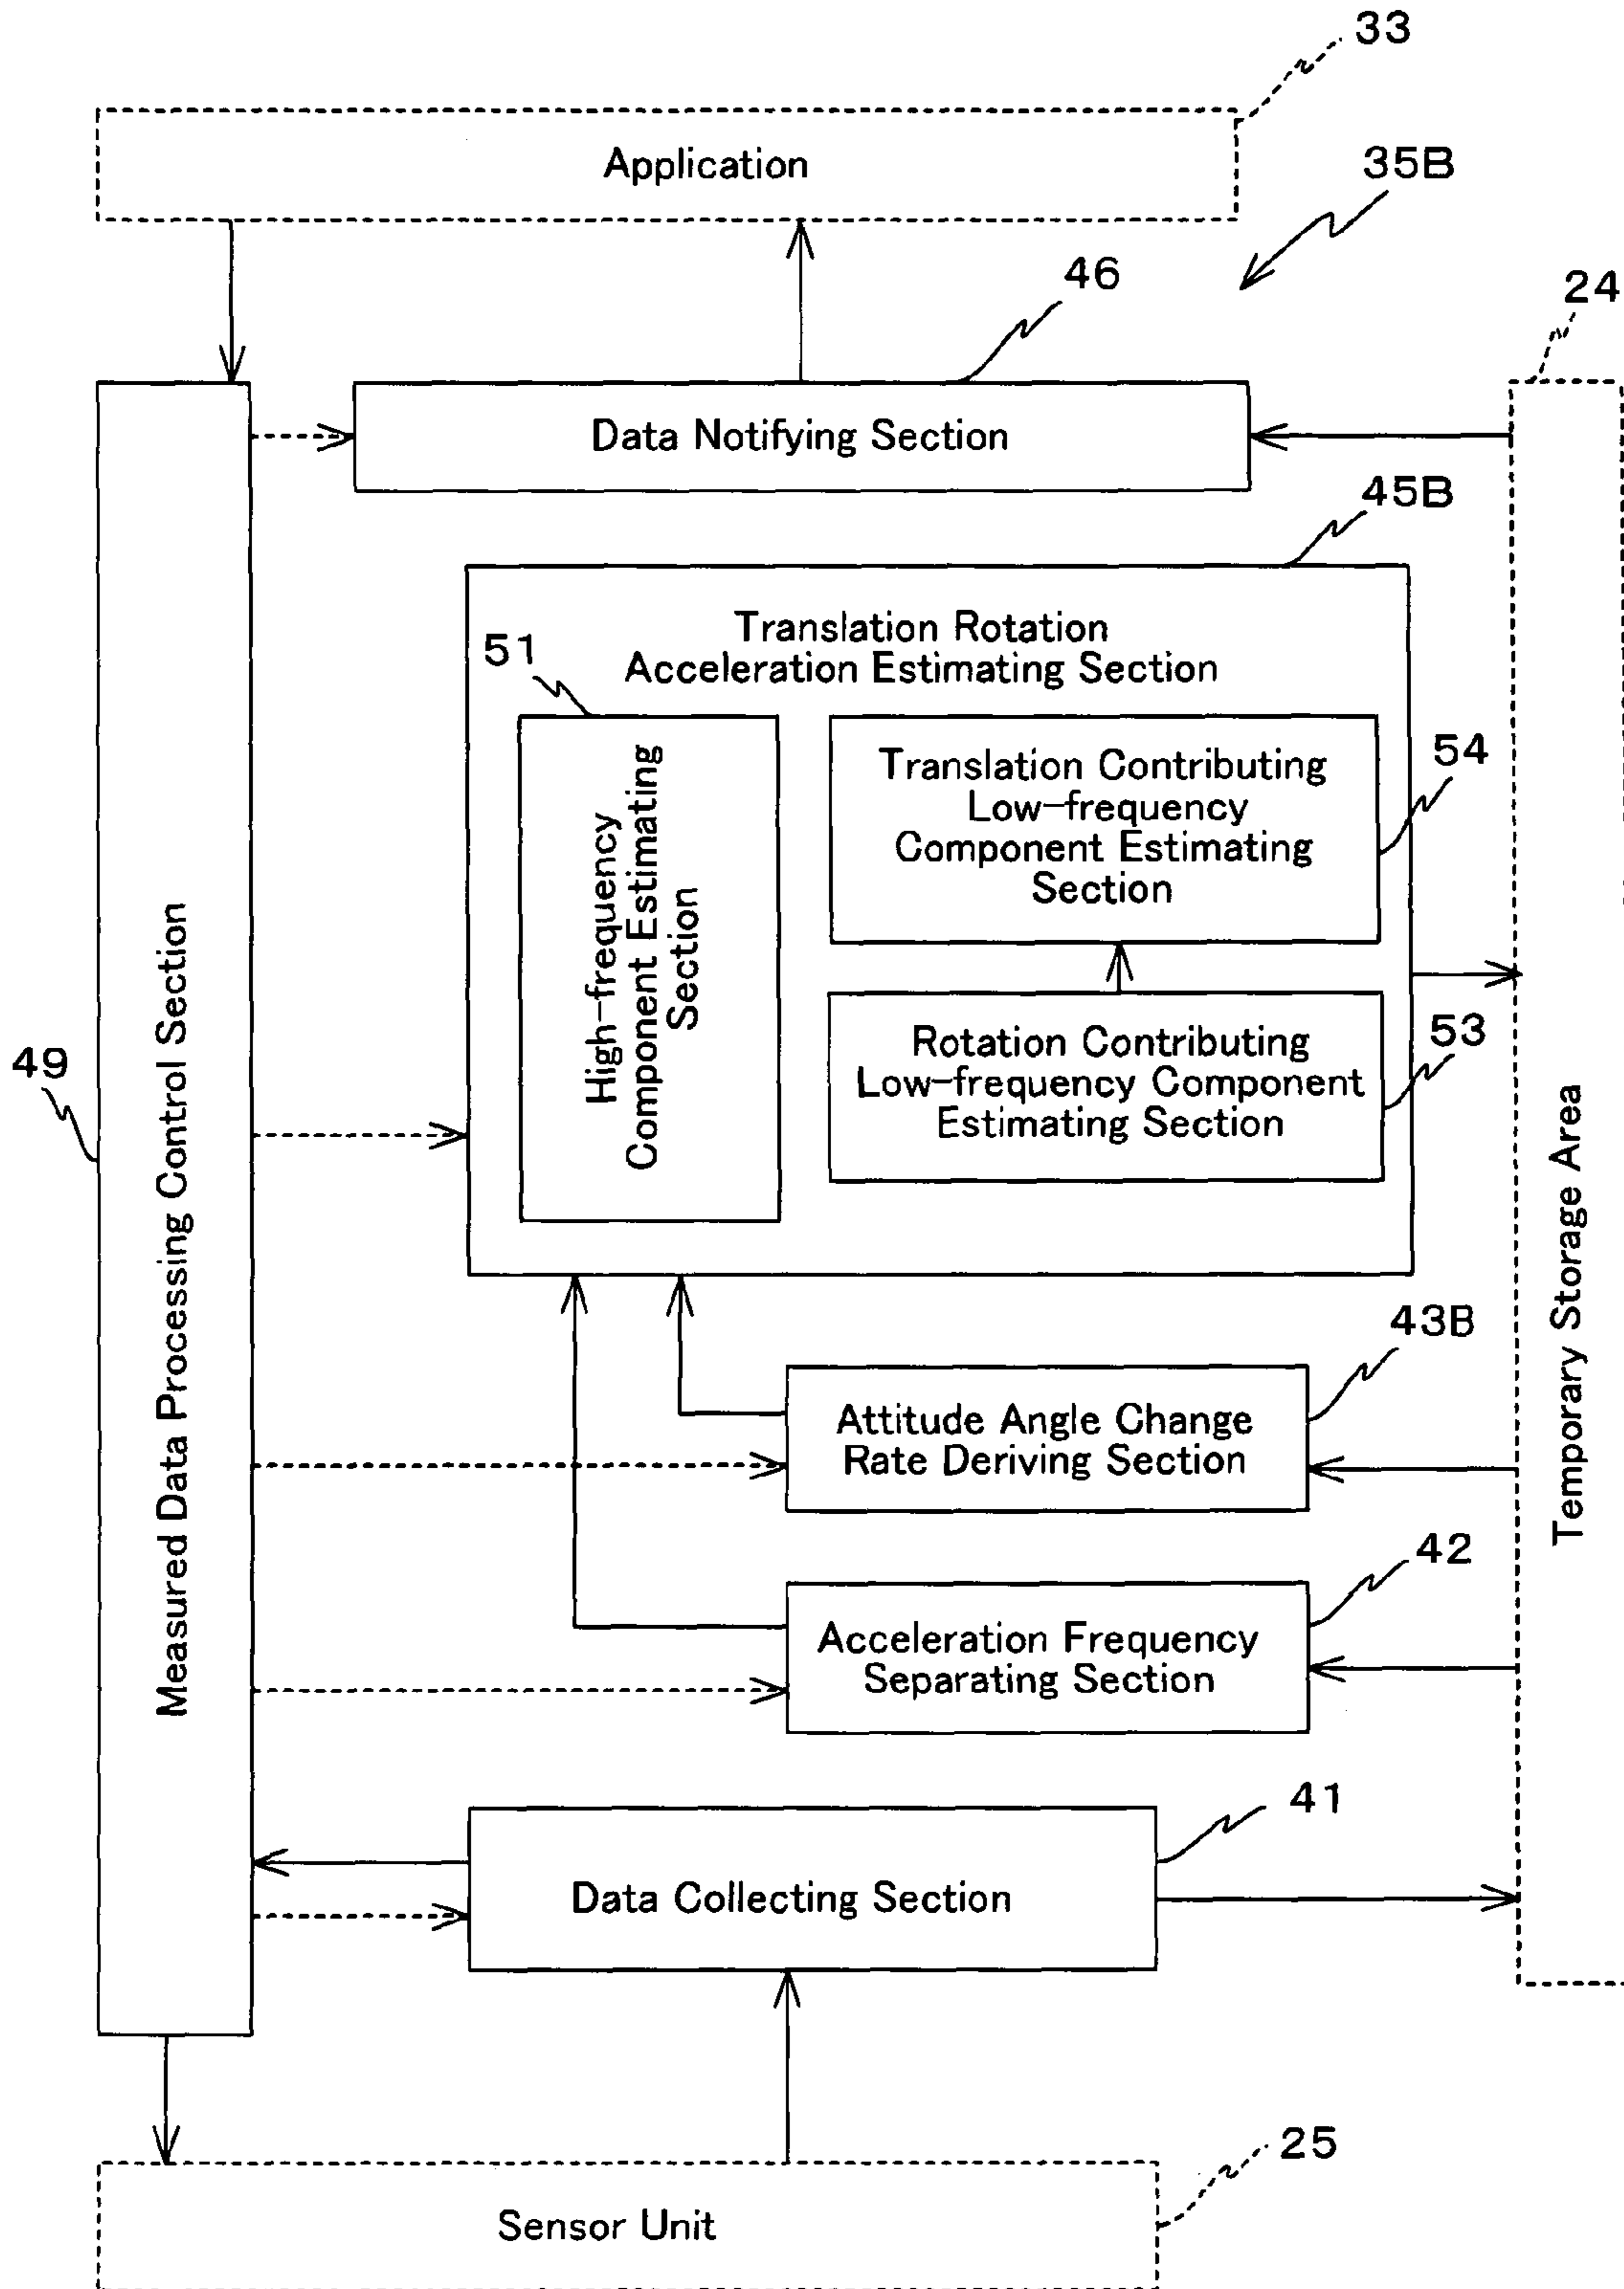 33
Application
35B
46
24
Data Notifying Section
45B
Translation Rotation
Acceleration Estimating Section
51
High-frequency
Component Estimating
Section
Translation Contributing
Low-frequency
Component Estimating
Section
54
Rotation Contributing
Low-frequency Component
Estimating Section
53
49
Measured Data Processing Control Section
Temporary Storage Area
43B
Attitude Angle Change
Rate Deriving Section
42
Acceleration Frequency
Separating Section
41
Data Collecting Section
25
Sensor Unit